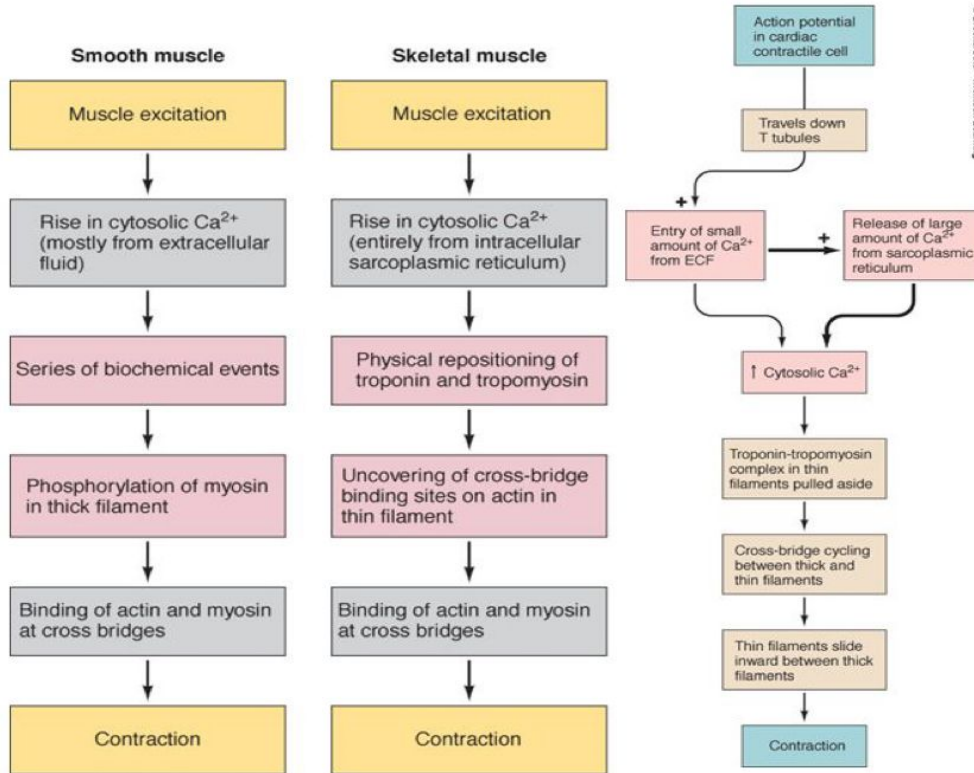 Smooth muscle
Muscle excitation
Rise in cytosolic Ca²⁺
(mostly from extracellular
fluid)
Series of biochemical events
Phosphorylation of myosin
in thick filament
Binding of actin and myosin
at cross bridges
Contraction
Skeletal muscle
Muscle excitation
Rise in cytosolic Ca²⁺
(entirely from intracellular
sarcoplasmic reticulum)
Physical repositioning of
troponin and tropomyosin
Uncovering of cross-bridge
binding sites on actin in
thin filament
Binding of actin and myosin
at cross bridges
Contraction
Action potential
in cardiac
contractile cell
Travels down
T tubules
+
Entry of small
amount of Ca²⁺
from ECF
+
Release of large
amount of Ca²⁺
from sarcoplasmic
reticulum
↑ Cytosolic Ca²⁺
Troponin-tropomyosin
complex in thin
filaments pulled aside
Cross-bridge cycling
between thick and
thin filaments
Thin filaments slide
inward between thick
filaments
Contraction